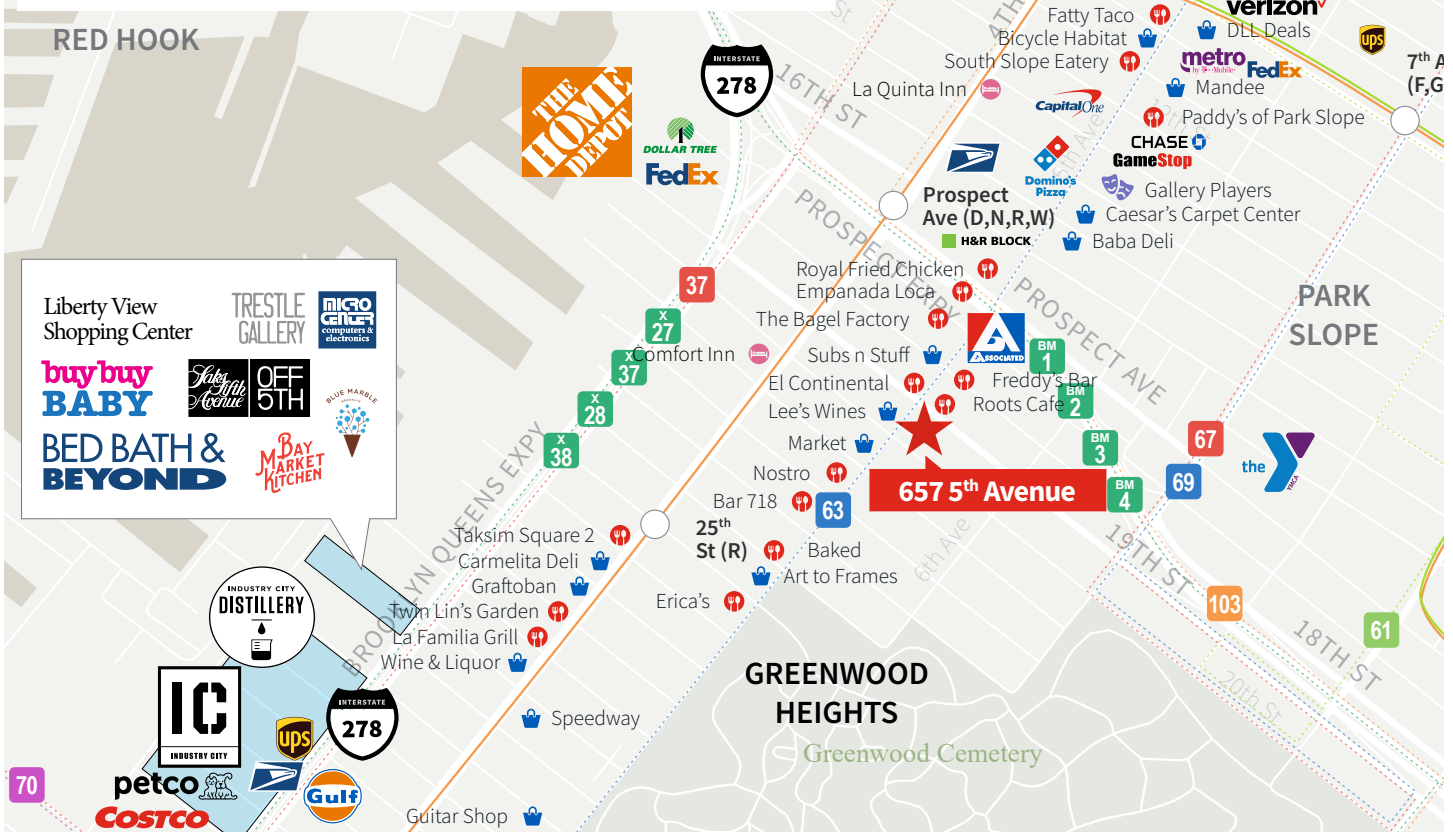 RED HOOK
St
16TH ST
INTERSTATE
278
4TH
Fatty Taco
Bicycle Habitat
South Slope Eatery
La Quinta Inn
verizon
DLL Deals
ups
metro
by T-Mobile
FedEx
Mandee
7th A
(F,G
CapitalOne
Paddy's of Park Slope
CHASE
GameStop
Domino's
Pizza
Gallery Players
Caesar's Carpet Center
Baba Deli
Prospect
Ave (D,N,R,W)
H&R BLOCK
THE
HOME
DEPOT
DOLLAR TREE
FedEx
PROSPECT EXPY
PROSPECT AVE
PARK
SLOPE
Royal Fried Chicken
Empanada Loca
The Bagel Factory
Subs n Stuff
El Continental
Lee's Wines
Market
Nostro
Bar 718
ASSOCIATED
Freddy's Bar
Roots Cafe
657 5th Avenue
BM
1
BM
2
BM
3
BM
4
67
69
the
YMCA
37
X
27
X
37
X
28
X
38
Comfort Inn
63
Liberty View
Shopping Center
TRESTLE
GALLERY
MICRO
CENTER
computers &
electronics
buybuy
BABY
Saks
Fifth
Avenue
OFF
5TH
BLUE MARBLE
BED BATH &
BEYOND
BAY
MARKET
KITCHEN
BROOKLYN QUEENS EXPY
25th
St (R)
Baked
Art to Frames
Erica's
6th Ave
Taksim Square 2
Carmelita Deli
Graftoban
Twin Lin's Garden
La Familia Grill
Wine & Liquor
Speedway
Guitar Shop
19TH ST
103
18TH ST
61
20th St
INDUSTRY CITY
DISTILLERY
IC
INDUSTRY CITY
ups
INTERSTATE
278
petco
Gulf
COSTCO
70
GREENWOOD
HEIGHTS
Greenwood Cemetery